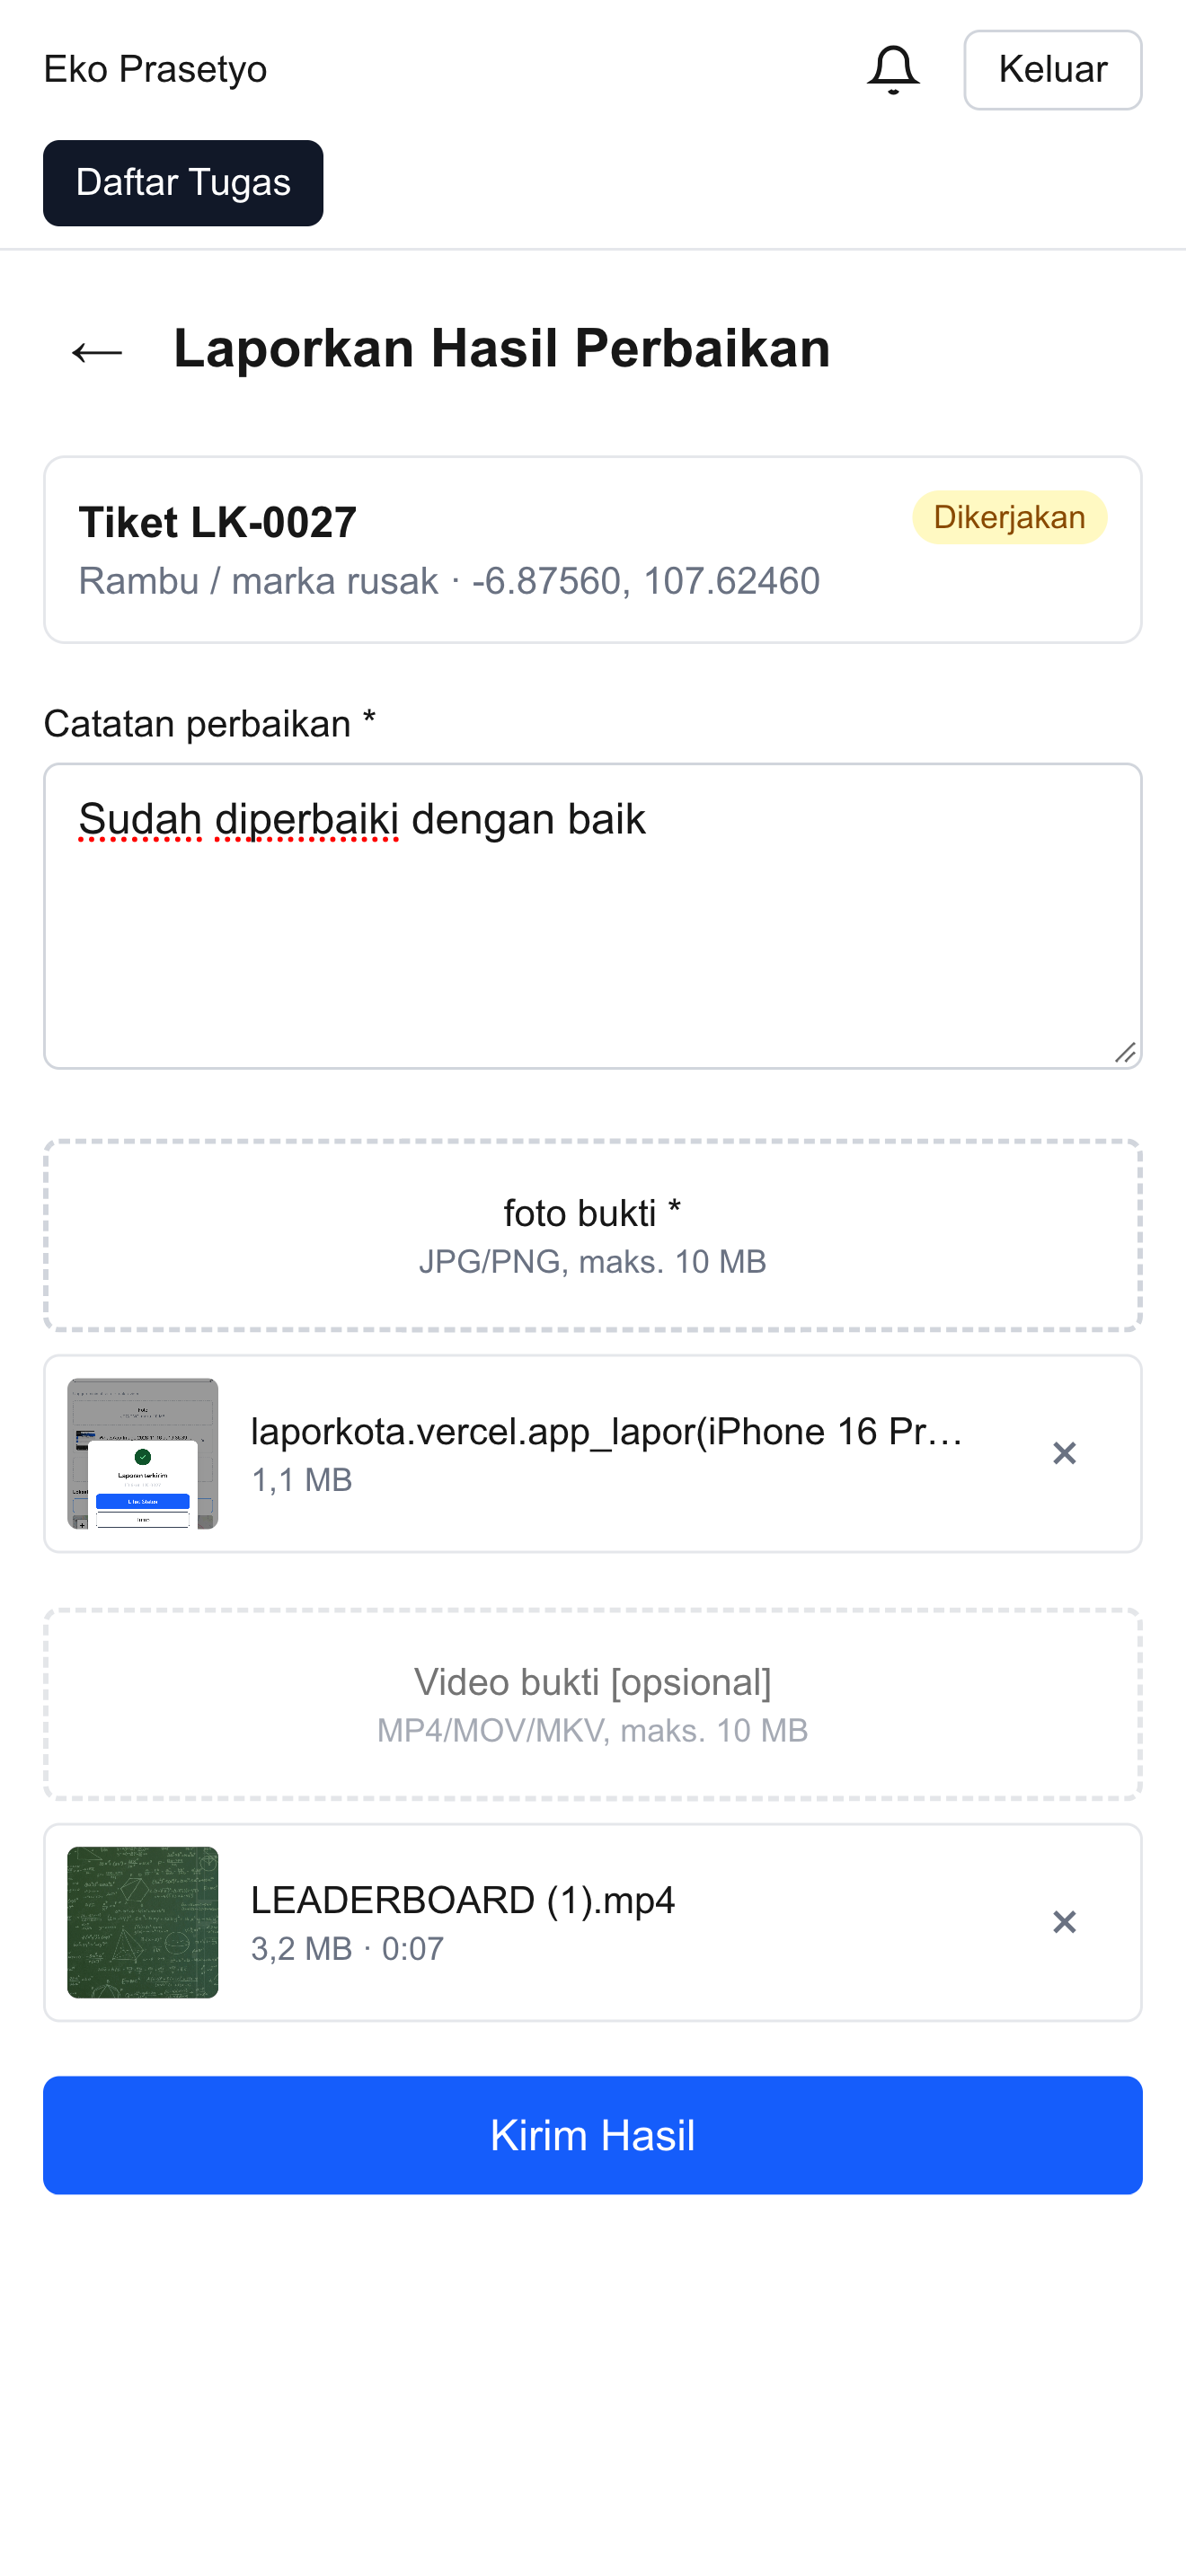 Eko Prasetyo
Keluar
Daftar Tugas
← Laporkan Hasil Perbaikan
Tiket LK-0027
Dikerjakan
Rambu / marka rusak · -6.87560, 107.62460
Catatan perbaikan *
Sudah diperbaiki dengan baik
foto bukti *
JPG/PNG, maks. 10 MB
Laporan terkirim
laporkota.vercel.app_lapor(iPhone 16 Pr...
1,1 MB
×
Video bukti [opsional]
MP4/MOV/MKV, maks. 10 MB
LEADERBOARD (1).mp4
3,2 MB · 0:07
×
Kirim Hasil